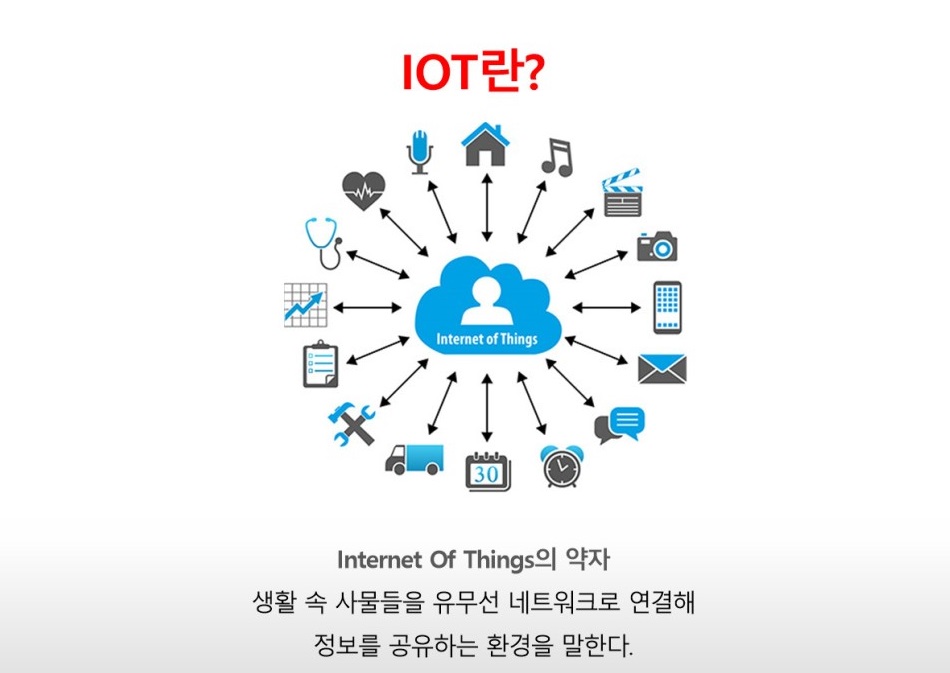 IOT란?
Internet of Things
30
Internet Of Things의 약자
생활 속 사물들을 유무선 네트워크로 연결해
정보를 공유하는 환경을 말한다.